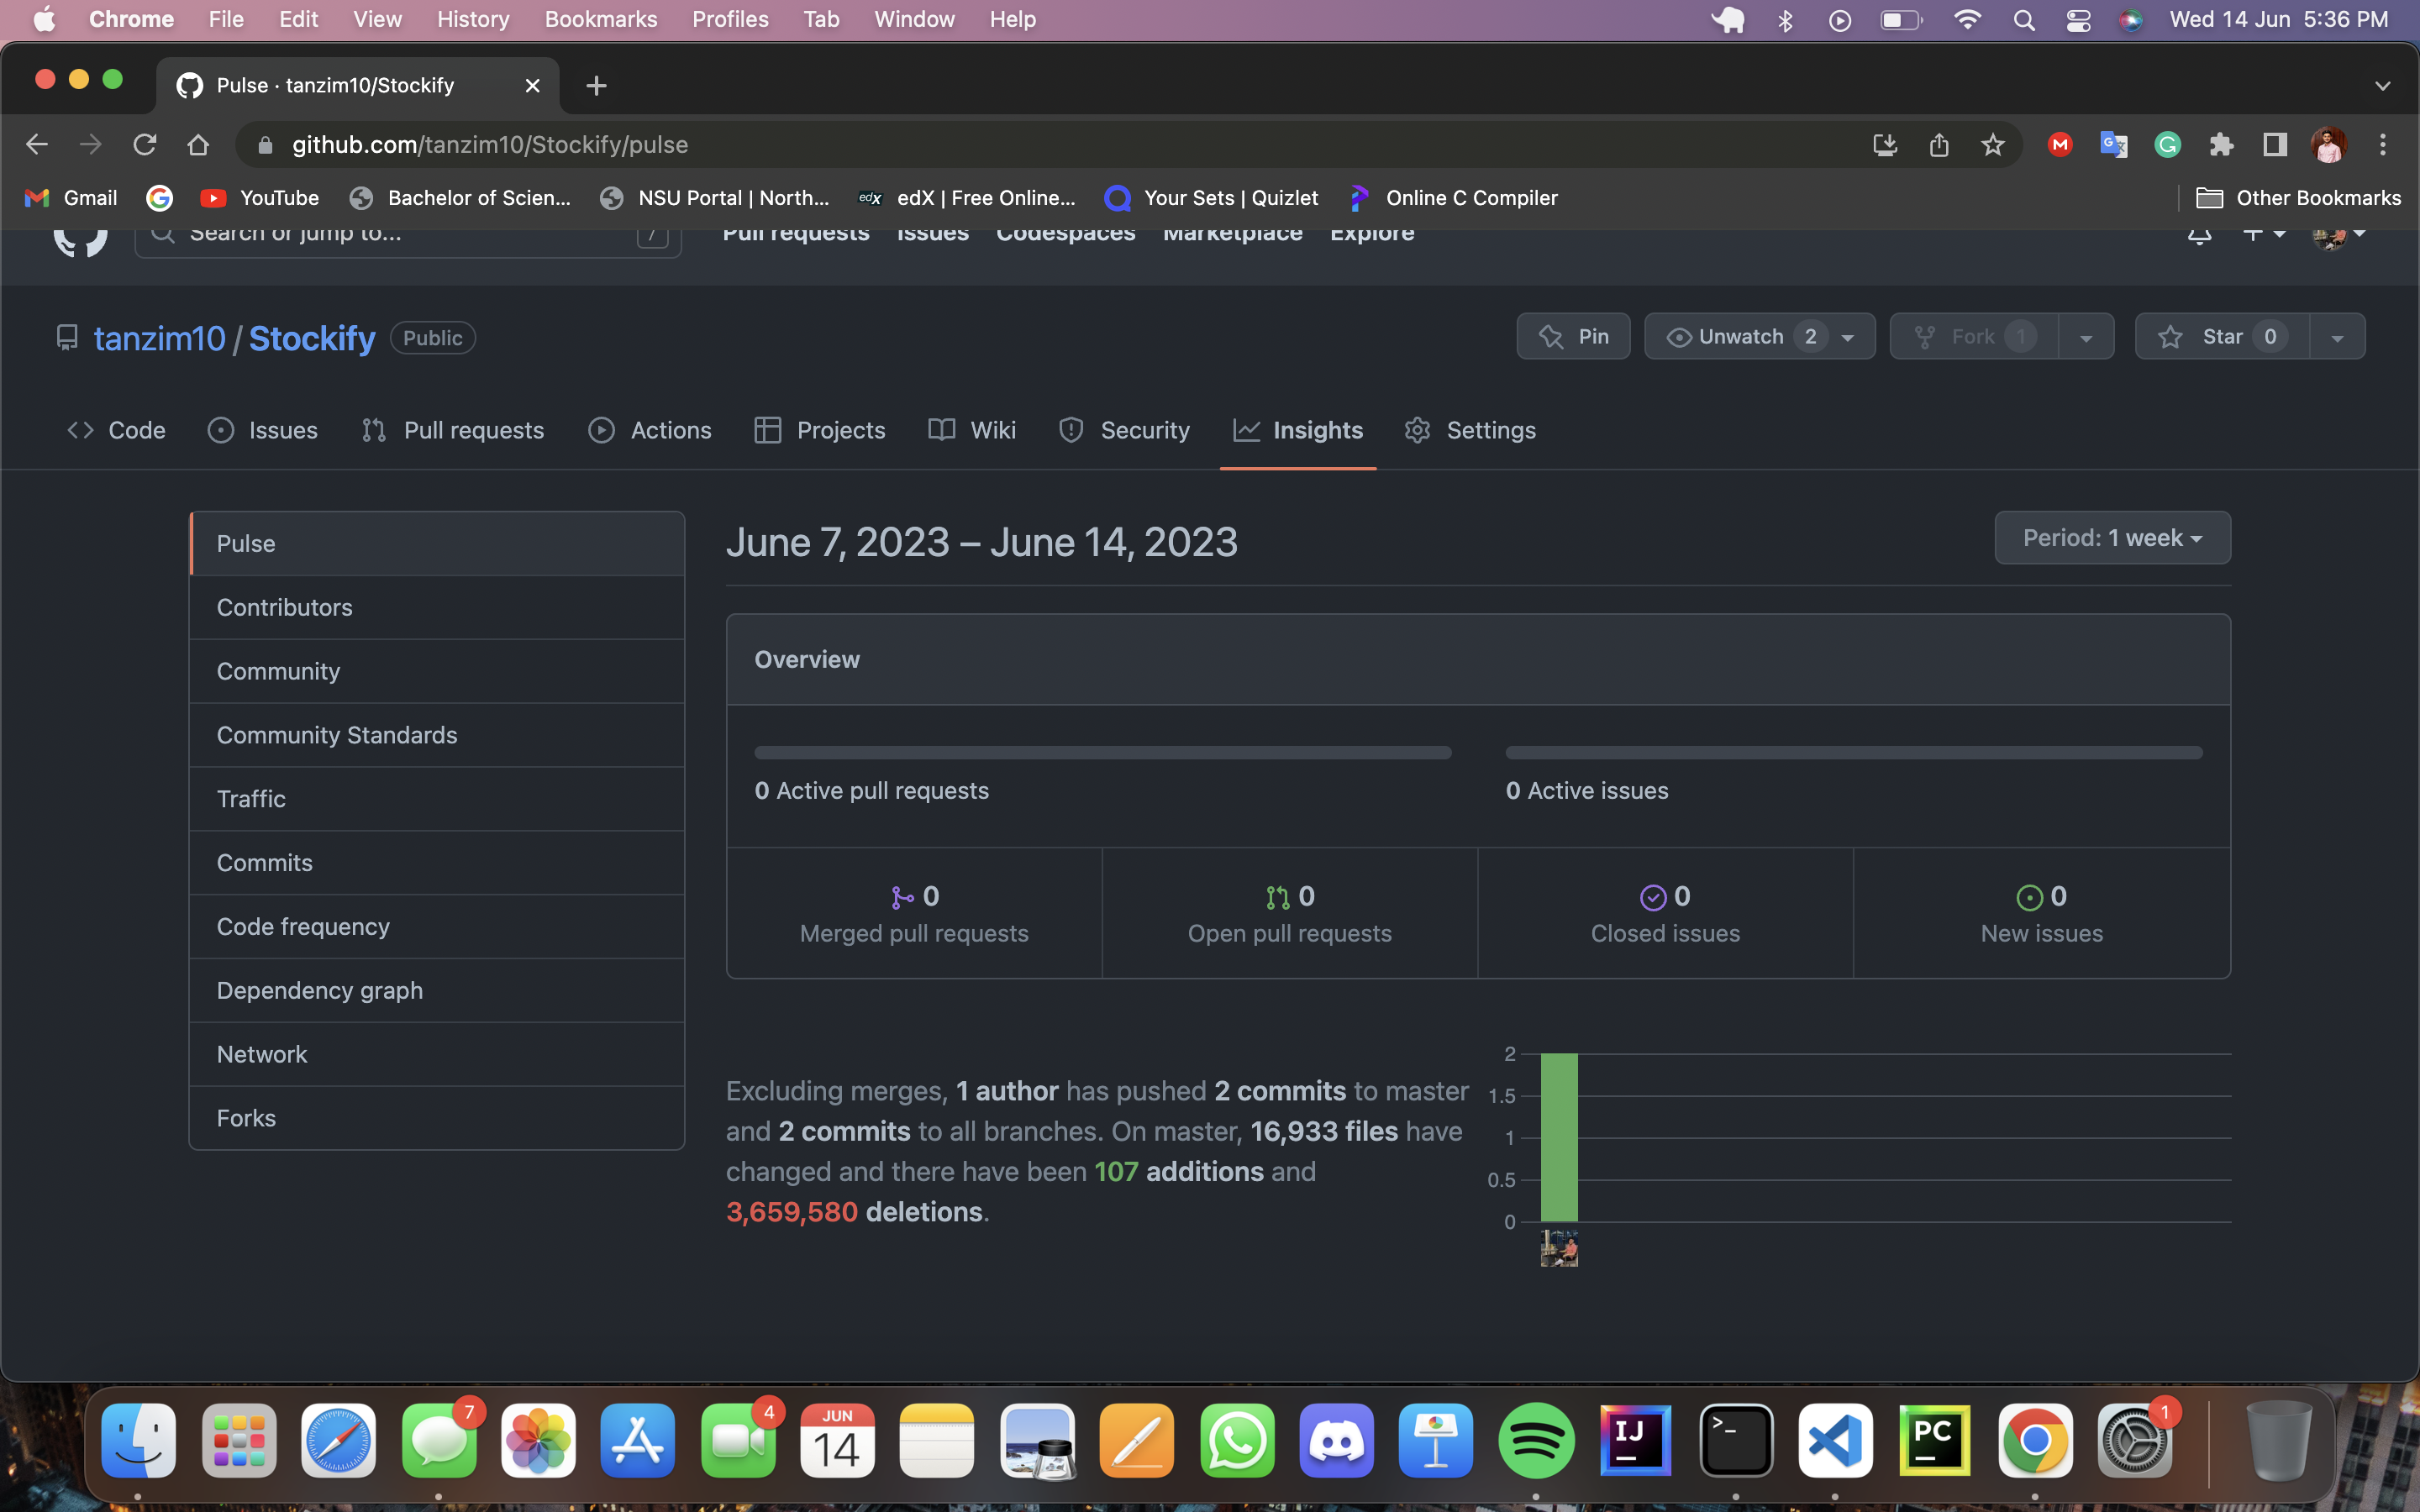 Chrome File Edit View History Bookmarks Profiles Tab Window Help Wed 14 Jun 5:36 PM
Pulse · tanzim10/Stockify
github.com/tanzim10/Stockify/pulse
Gmail YouTube Bachelor of Scien... NSU Portal | North... edX edX | Free Online... Your Sets | Quizlet Online C Compiler Other Bookmarks
Search or jump to... / Pull requests Issues Codespaces Marketplace Explore
tanzim10 / Stockify Public Pin Unwatch 2 Fork 1 Star 0
Code Issues Pull requests Actions Projects Wiki Security Insights Settings
Pulse
Contributors
Community
Community Standards
Traffic
Commits
Code frequency
Dependency graph
Network
Forks
June 7, 2023 – June 14, 2023 Period: 1 week
Overview
0 Active pull requests 0 Active issues
0 0 0 0
Merged pull requests Open pull requests Closed issues New issues
Excluding merges, 1 author has pushed 2 commits to master
and 2 commits to all branches. On master, 16,933 files have
changed and there have been 107 additions and
3,659,580 deletions.
2
1.5
1
0.5
0
7 4 JUN 14 IJ >_ PC 1